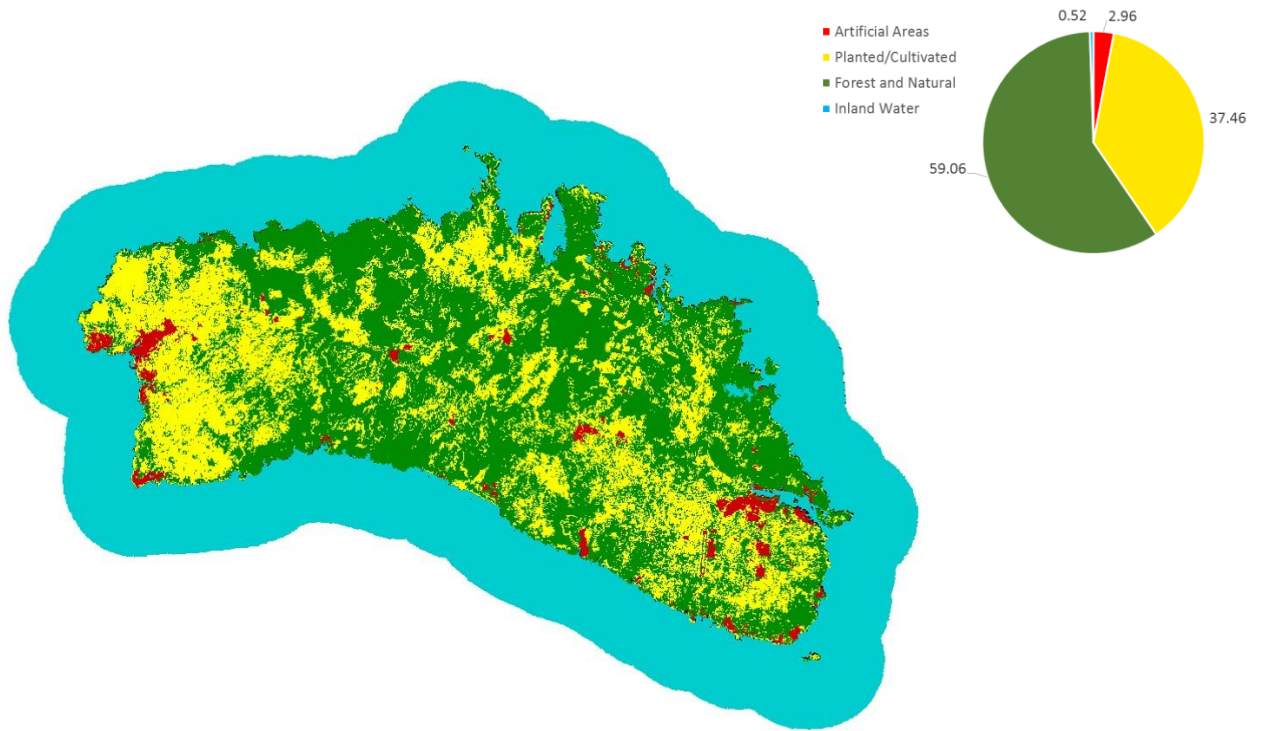 Artificial Areas
Planted/Cultivated
Forest and Natural
Inland Water
0.52
2.96
37.46
59.06